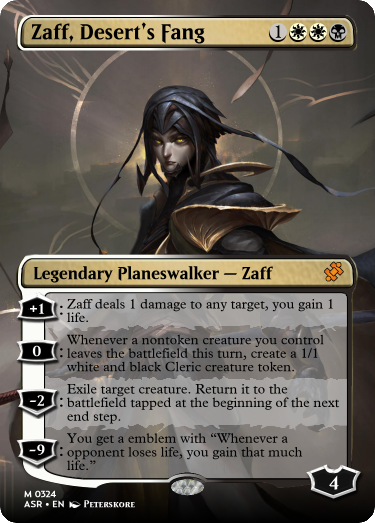 Zaff, Desert's Fang 1
Legendary Planeswalker — Zaff
+1 : Zaff deals 1 damage to any target, you gain 1
life.
0 : Whenever a nontoken creature you control
leaves the battlefield this turn, create a 1/1
white and black Cleric creature token.
-2 : Exile target creature. Return it to the
battlefield tapped at the beginning of the next
end step.
-9 : You get a emblem with “Whenever a
opponent loses life, you gain that much
life.”
4
M 0324
ASR • EN PETERSKORE